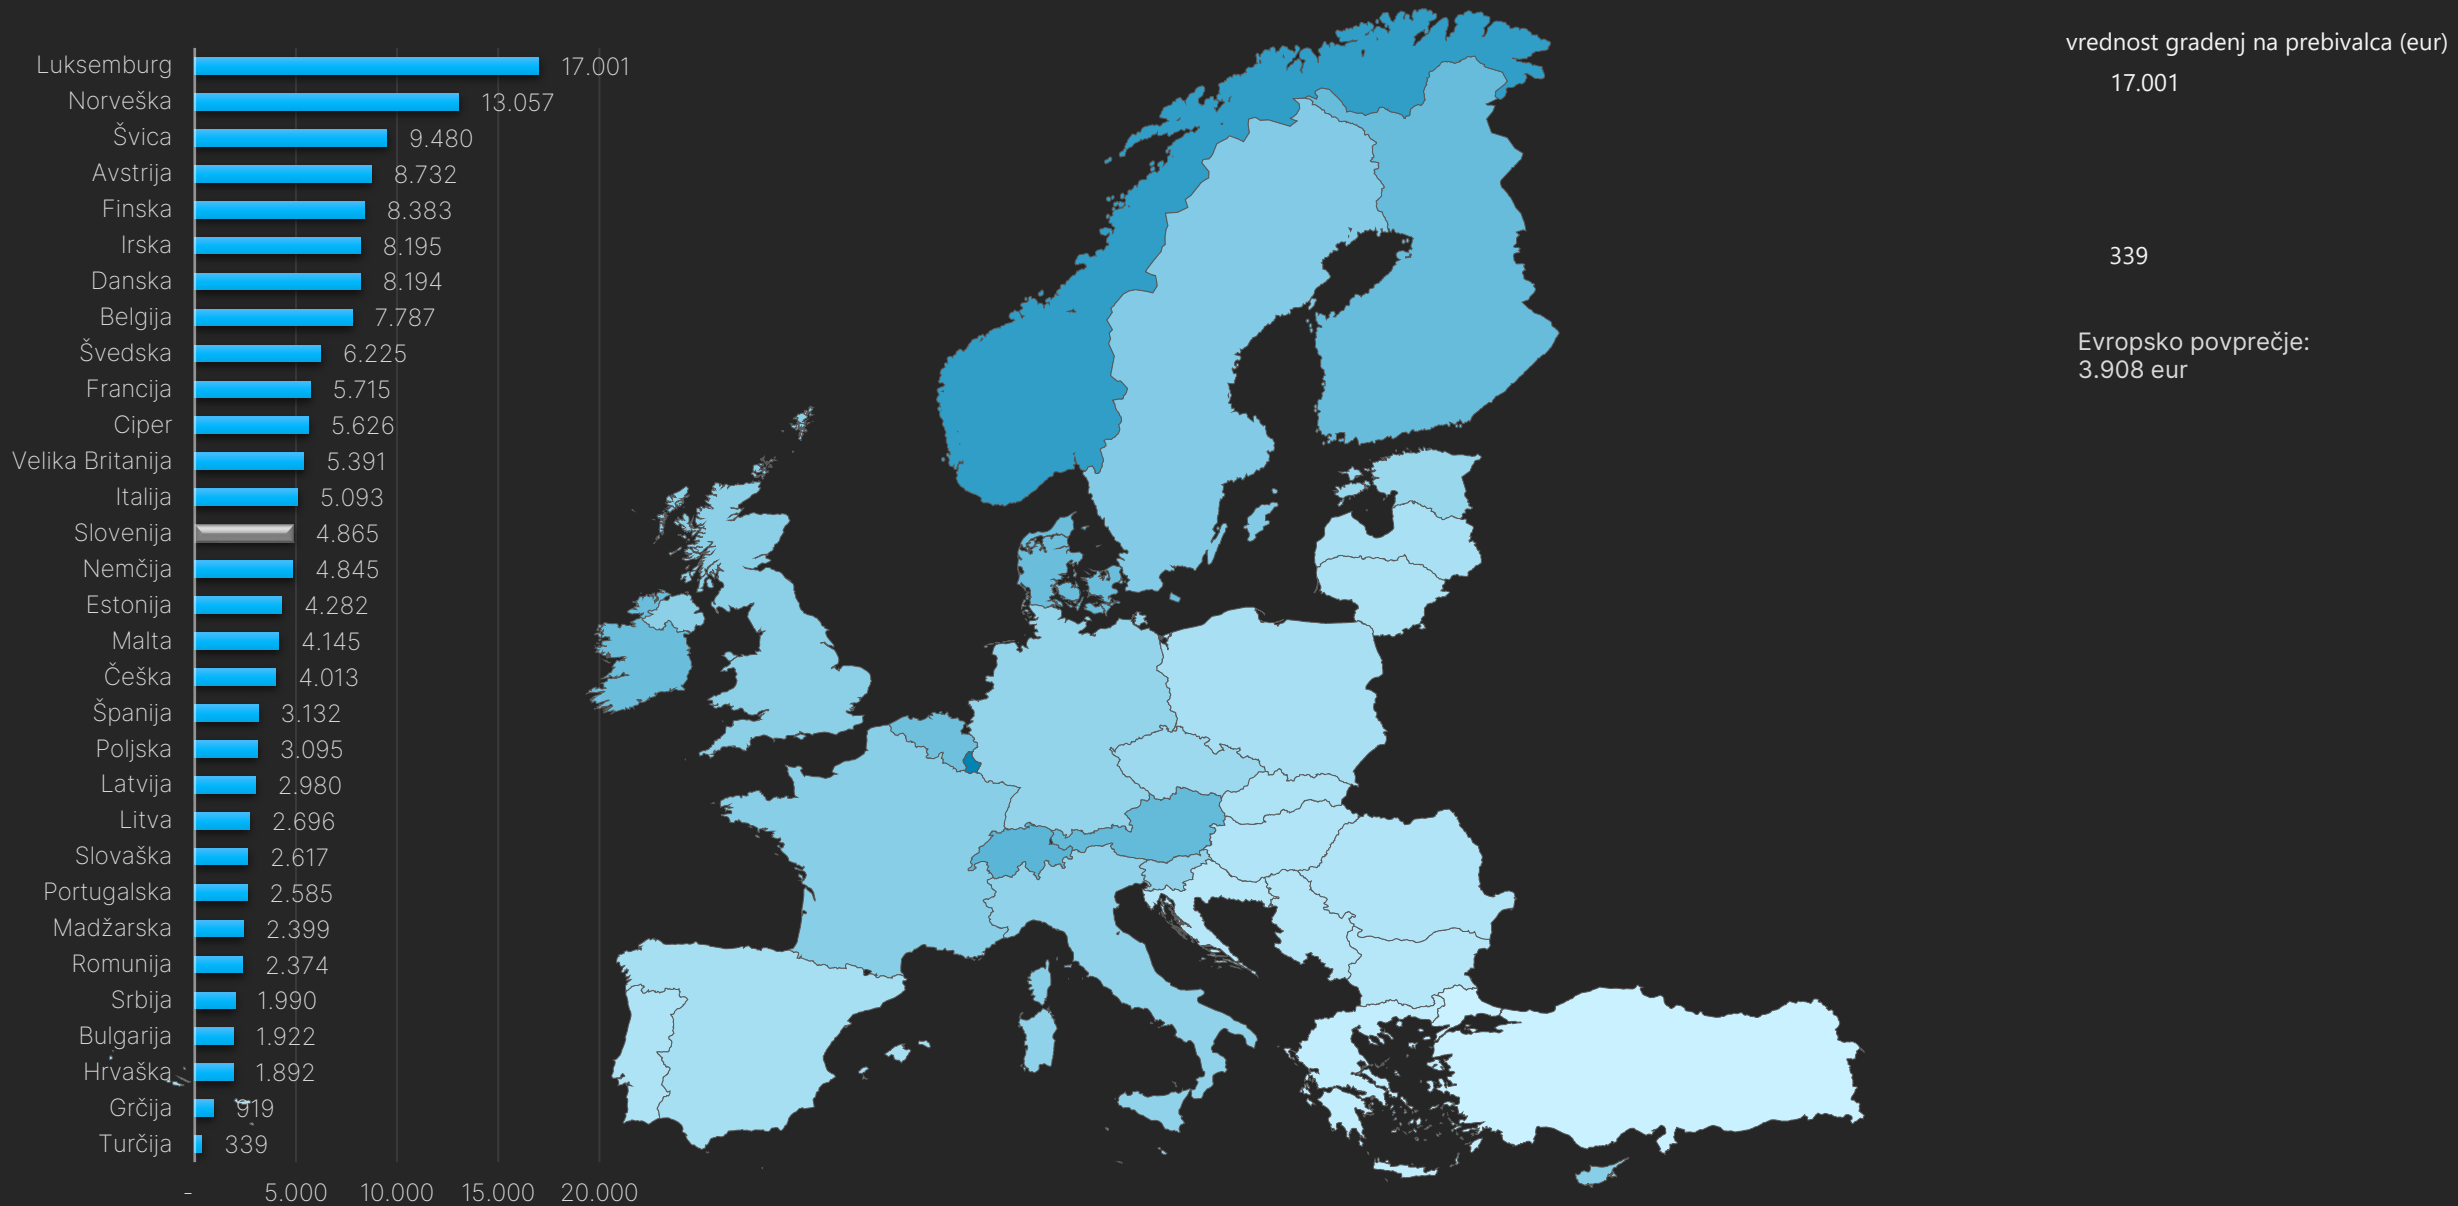 Luksemburg 17.001
Norveška 13.057
Švica 9.480
Avstrija 8.732
Finska 8.383
Irska 8.195
Danska 8.194
Belgija 7.787
Švedska 6.225
Francija 5.715
Ciper 5.626
Velika Britanija 5.391
Italija 5.093
Slovenija 4.865
Nemčija 4.845
Estonija 4.282
Malta 4.145
Češka 4.013
Španija 3.132
Poljska 3.095
Latvija 2.980
Litva 2.696
Slovaška 2.617
Portugalska 2.585
Madžarska 2.399
Romunija 2.374
Srbija 1.990
Bulgarija 1.922
Hrvaška 1.892
Grčija 919
Turčija 339
- 5.000 10.000 15.000 20.000
vrednost gradenj na prebivalca (eur)
17.001
339
Evropsko povprečje:
3.908 eur